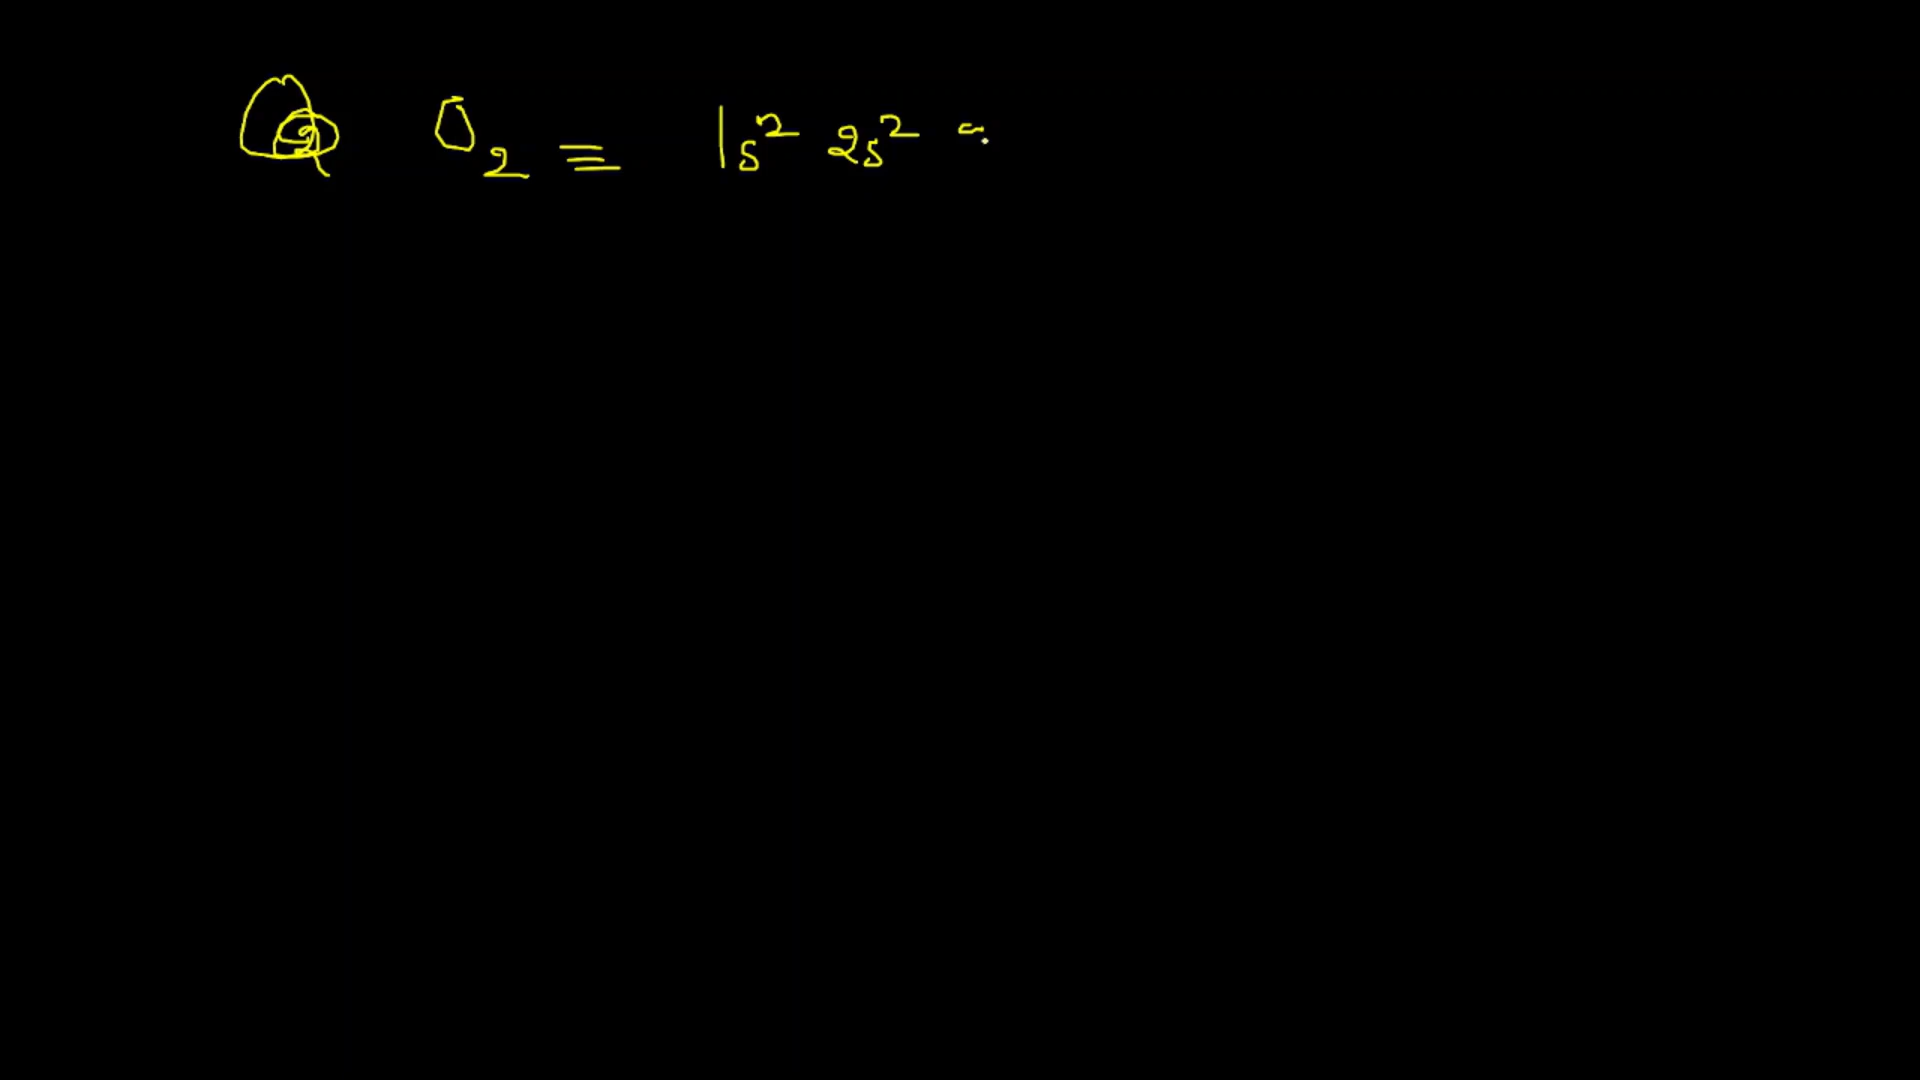 O₂ = 1s² 2s²